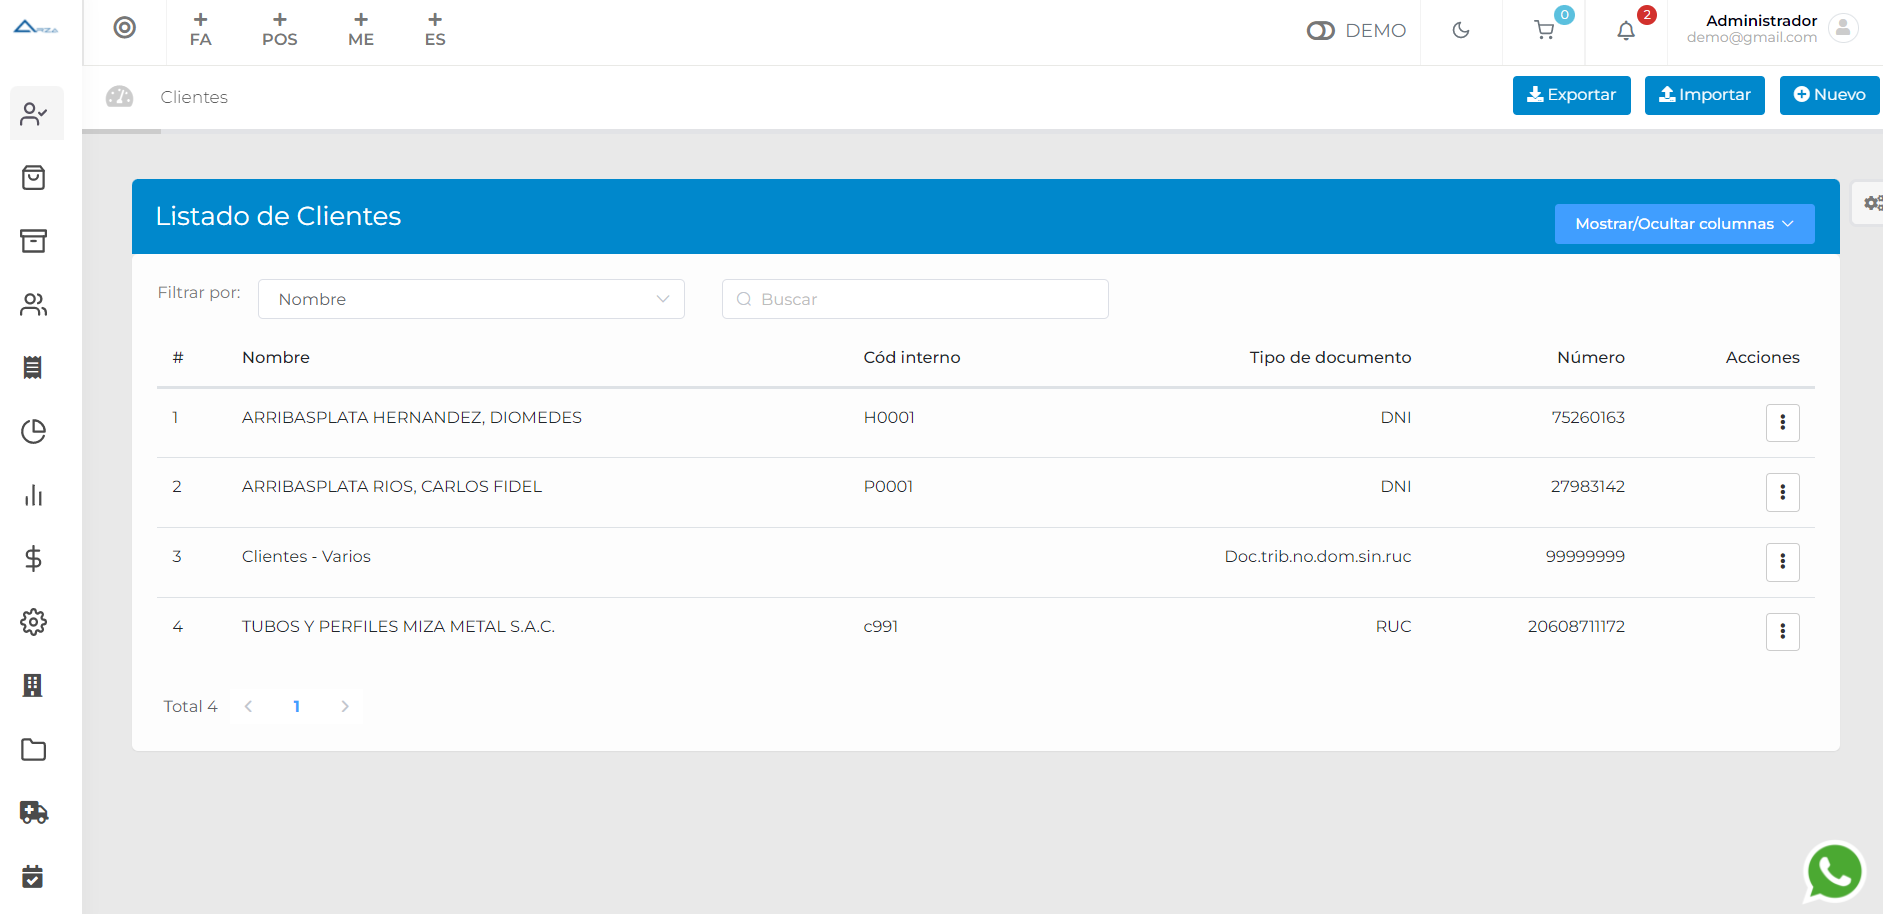 ARZA
FA
POS
ME
ES
DEMO
0
2
Administrador
demo@gmail.com
Clientes
Exportar
Importar
Nuevo
Listado de Clientes
Mostrar/Ocultar columnas
Filtrar por:
Nombre
Buscar
# Nombre Cód interno Tipo de documento Número Acciones
1 ARRIBASPLATA HERNANDEZ, DIOMEDES H0001 DNI 75260163
2 ARRIBASPLATA RIOS, CARLOS FIDEL P0001 DNI 27983142
3 Clientes - Varios Doc.trib.no.dom.sin.ruc 99999999
4 TUBOS Y PERFILES MIZA METAL S.A.C. c991 RUC 20608711172
Total 4 1